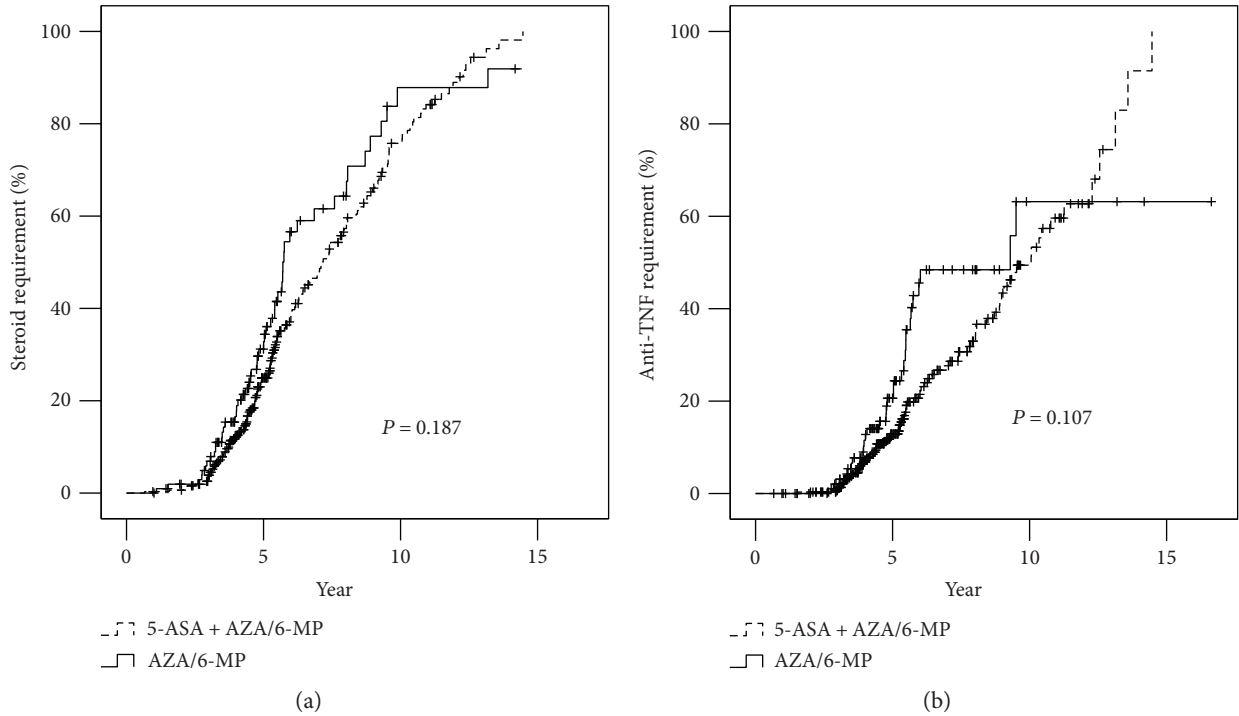 100
80
60
40
20
0
Steroid requirement (%)
P = 0.187
0 5 10 15
Year
5-ASA + AZA/6-MP
AZA/6-MP
(a)
100
80
60
40
20
0
Anti-TNF requirement (%)
P = 0.107
0 5 10 15
Year
5-ASA + AZA/6-MP
AZA/6-MP
(b)